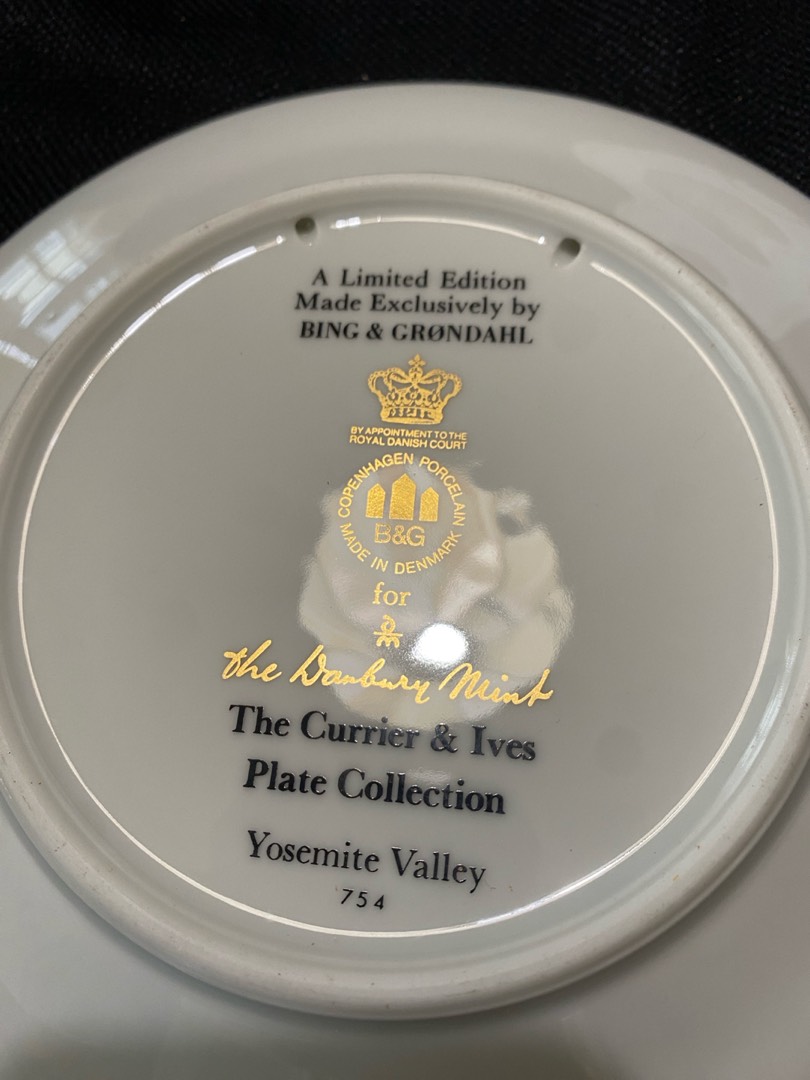 A Limited Edition
Made Exclusively by
BING & GRØNDAHL
BY APPOINTMENT TO THE
ROYAL DANISH COURT
COPENHAGEN PORCELAIN
B&G
MADE IN DENMARK
for
the Danbury Mint
The Currier & Ives
Plate Collection
Yosemite Valley
754